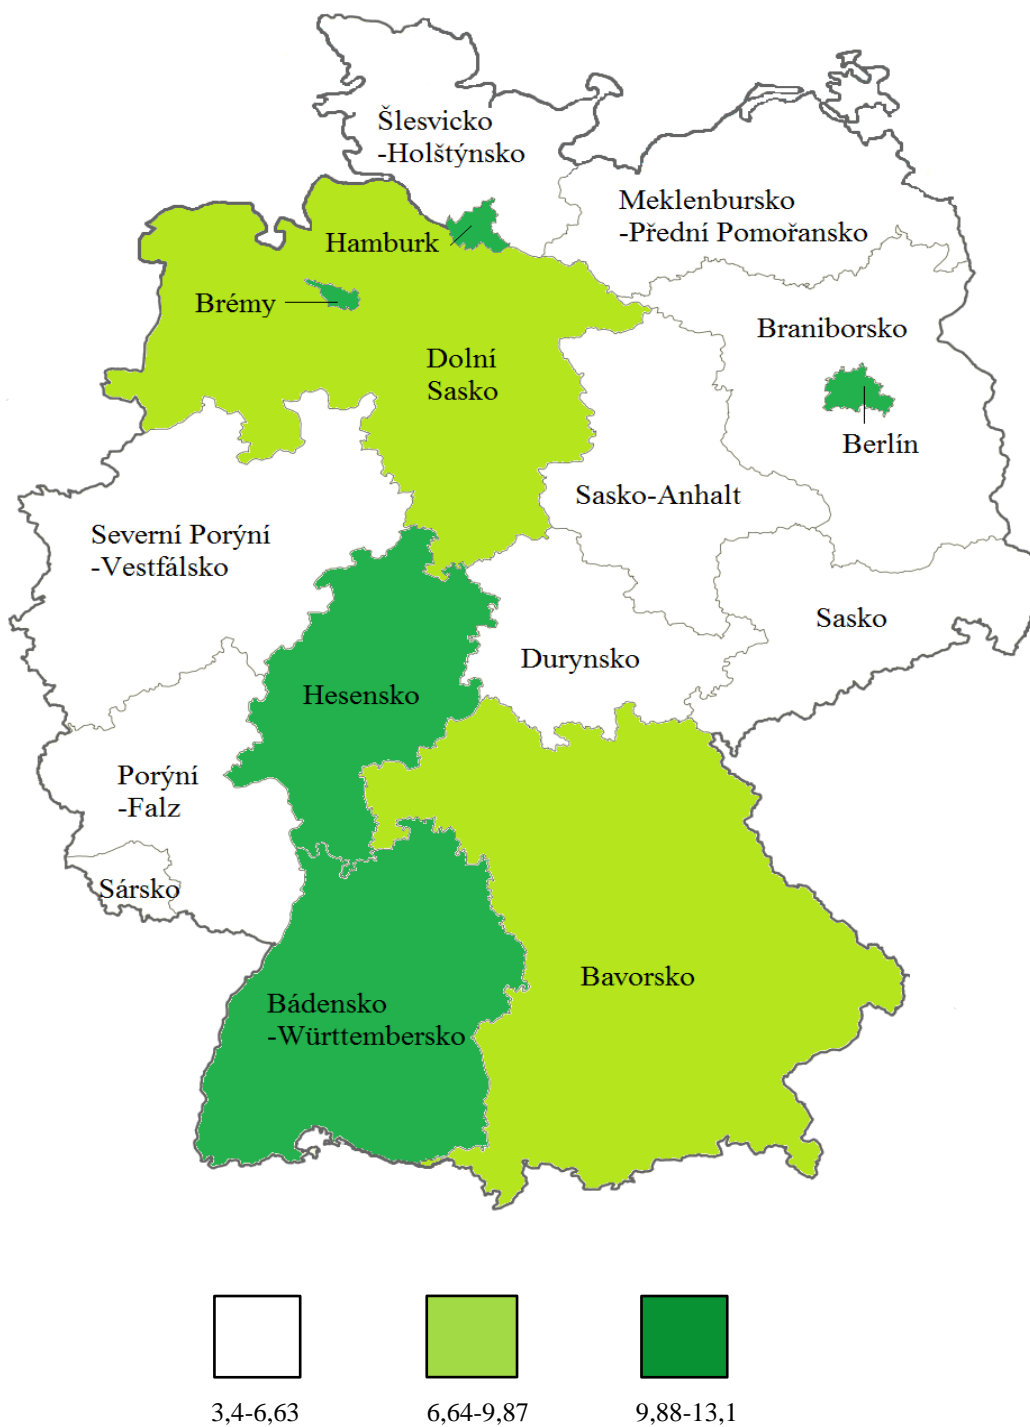 Šlesvicko
-Holštýnsko
Meklenbursko
-Přední Pomořansko
Hamburk
Brémy
Braniborsko
Dolní
Sasko
Berlín
Sasko-Anhalt
Severní Porýní
-Vestfálsko
Sasko
Durynsko
Hesensko
Porýní
-Falz
Sársko
Bavorsko
Bádensko
-Württembersko
3,4-6,63
6,64-9,87
9,88-13,1